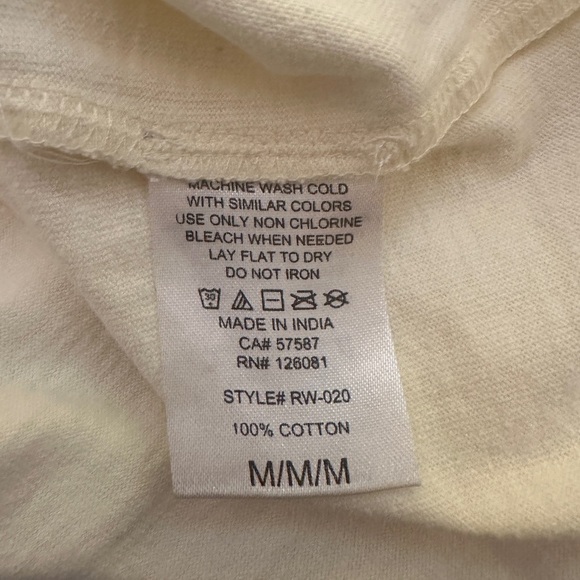 MACHINE WASH COLD
WITH SIMILAR COLORS
USE ONLY NON CHLORINE
BLEACH WHEN NEEDED
LAY FLAT TO DRY
DO NOT IRON
30
MADE IN INDIA
CA# 57587
RN# 126081
STYLE# RW-020
100% COTTON
M/M/M